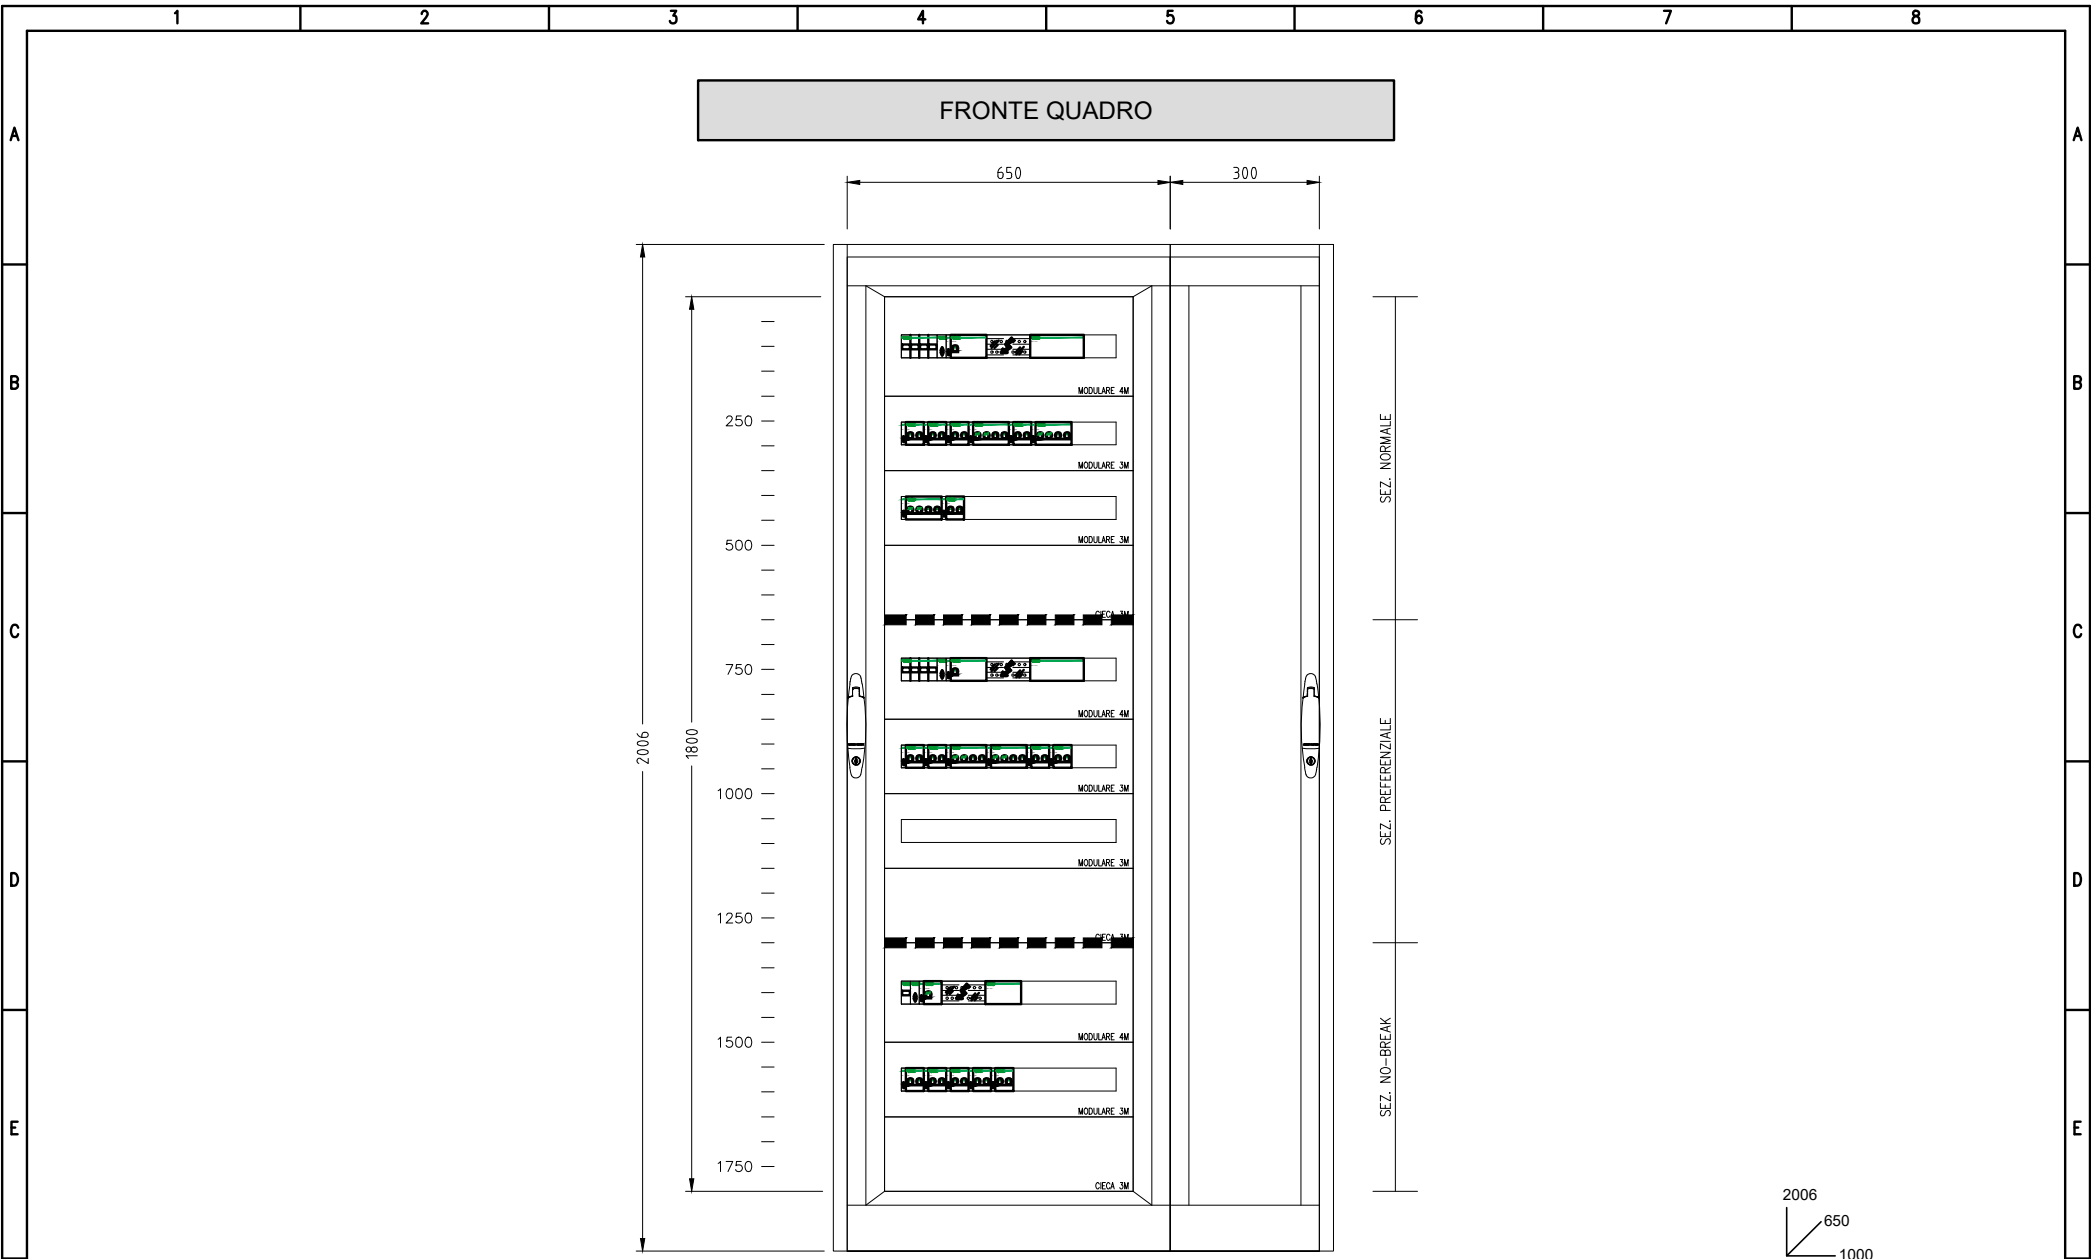 1 2 3 4 5 6 7 8
FRONTE QUADRO
A A
650 300
B B
MODULARE 4M
250
SEZ. NORMALE
MODULARE 3M
MODULARE 3M
500
CIECA 3M
C C
750
MODULARE 4M
2006
1800
SEZ. PREFERENZIALE
MODULARE 3M
1000
MODULARE 3M
D D
1250
CIECA 3M
MODULARE 4M
1500
SEZ. NO-BREAK
MODULARE 3M
E E
1750
CIECA 3M
2006
650
1000